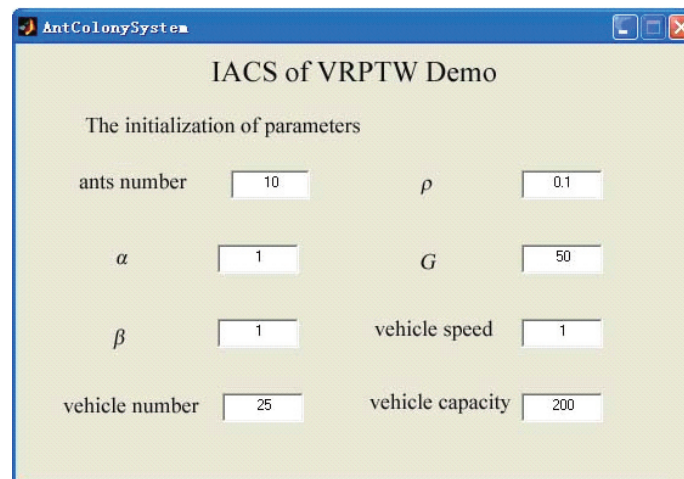 AntColonySystem
IACS of VRPTW Demo
The initialization of parameters
ants number 10 ρ 0.1
α 1 G 50
β 1 vehicle speed 1
vehicle number 25 vehicle capacity 200